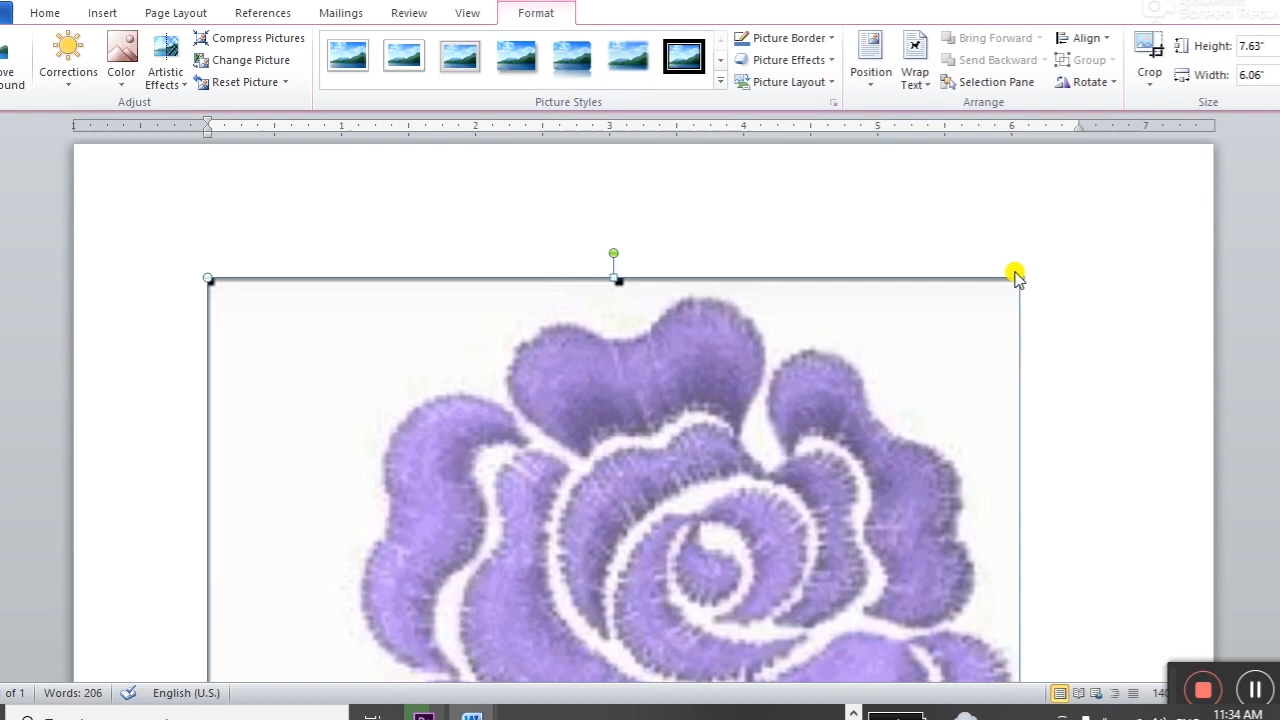 Home Insert Page Layout References Mailings Review View Format
Corrections Color Artistic Effects
Compress Pictures
Change Picture
Reset Picture
Adjust
Picture Styles
Picture Border
Picture Effects
Picture Layout
Position Wrap Text
Bring Forward
Send Backward
Selection Pane
Align
Group
Rotate
Arrange
Crop
Height: 7.63"
Width: 6.06"
Size
1 2 3 4 5 6 7
of 1 Words: 206 English (U.S.)
11:34 AM